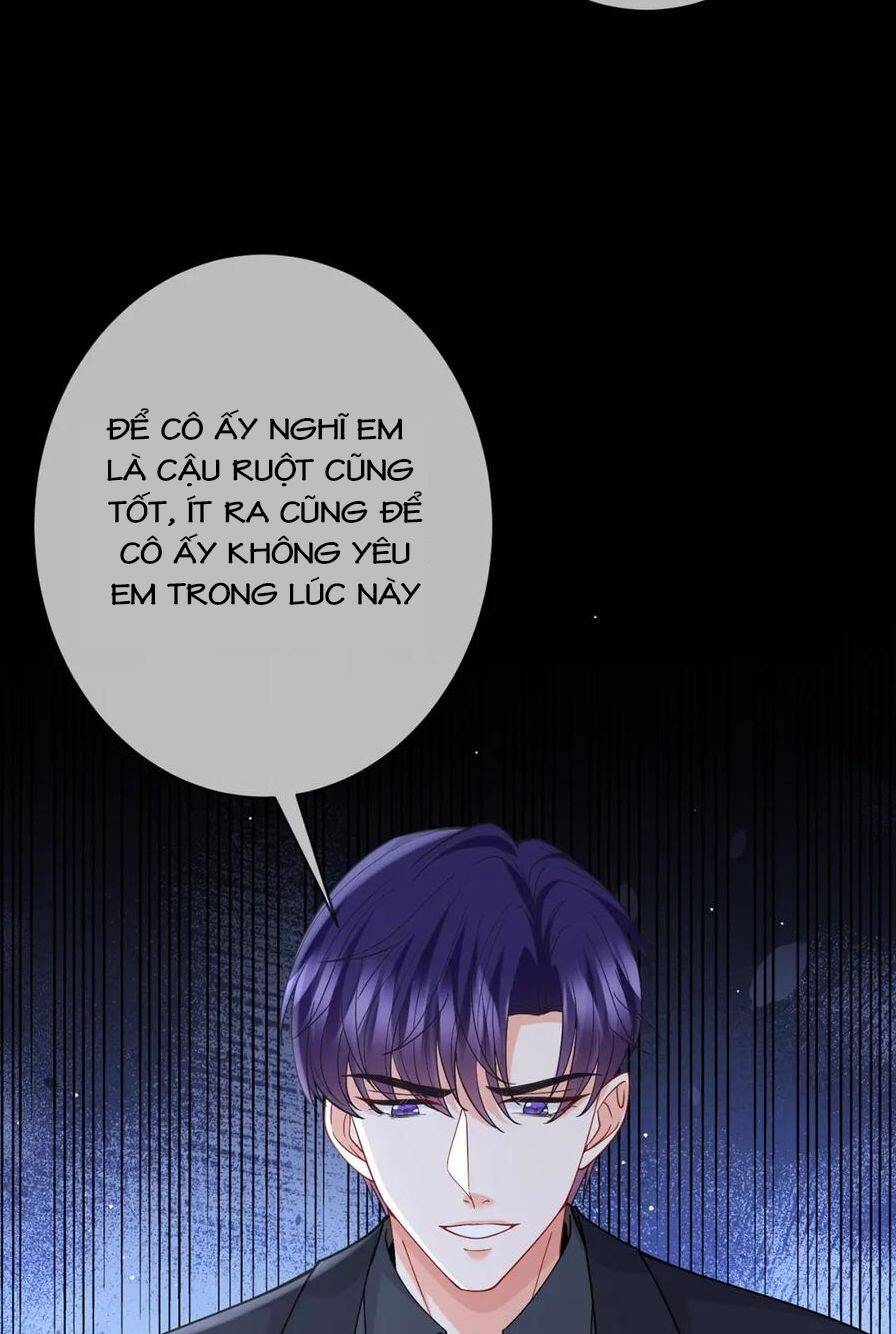 ĐỂ CÔ ẤY NGHĨ EM
LÀ CẬU RUỘT CŨNG
TỐT, ÍT RA CŨNG ĐỂ
CÔ ẤY KHÔNG YÊU
EM TRONG LÚC NÀY